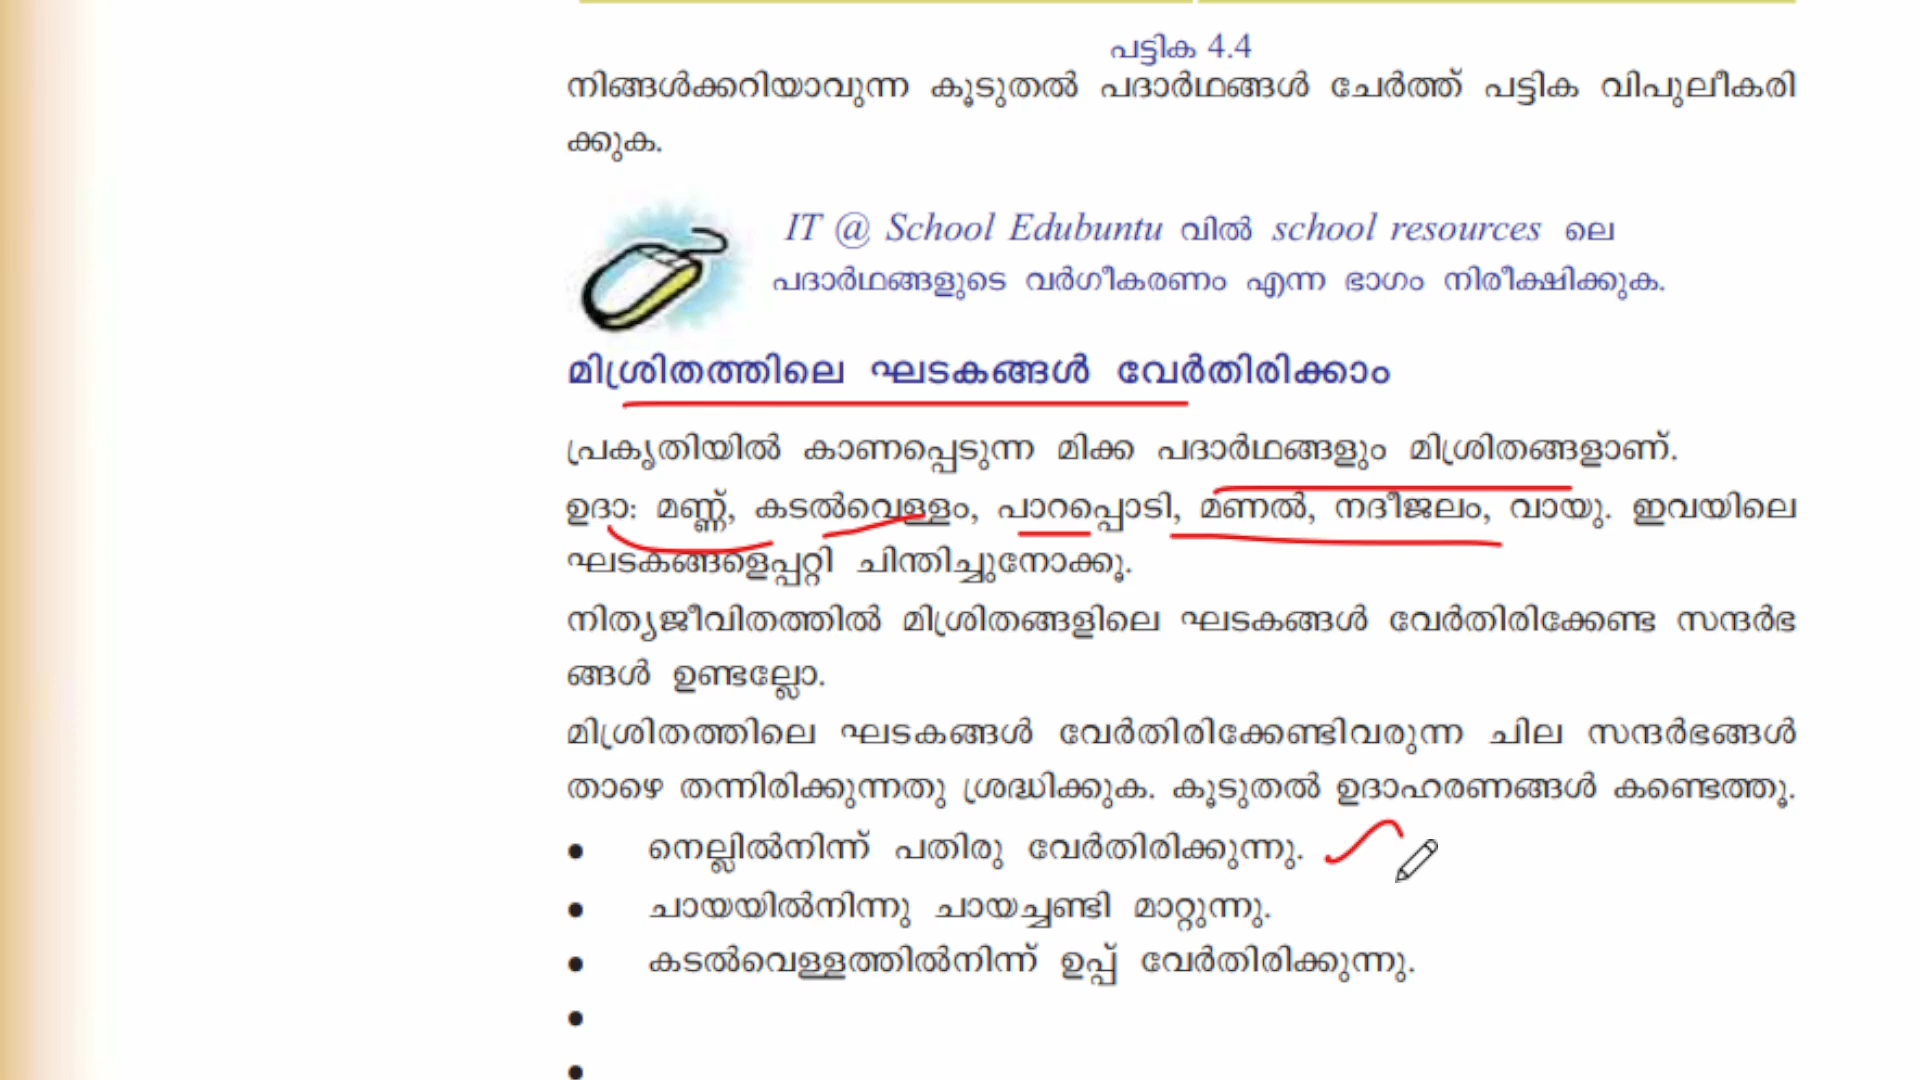 പട്ടിക 4.4
നിങ്ങൾക്കറിയാവുന്ന കൂടുതൽ പദാർഥങ്ങൾ ചേർത്ത് പട്ടിക വിപുലീകരി
ക്കുക.
IT @ School Edubuntu വിൽ school resources ലെ
പദാർഥങ്ങളുടെ വർഗീകരണം എന്ന ഭാഗം നിരീക്ഷിക്കുക.
മിശ്രിതത്തിലെ ഘടകങ്ങൾ വേർതിരിക്കാം
പ്രകൃതിയിൽ കാണപ്പെടുന്ന മിക്ക പദാർഥങ്ങളും മിശ്രിതങ്ങളാണ്.
ഉദാ: മണ്ണ്, കടൽവെള്ളം, പാറപ്പൊടി, മണൽ, നദീജലം, വായു. ഇവയിലെ
ഘടകങ്ങളെപ്പറ്റി ചിന്തിച്ചുനോക്കൂ.
നിത്യജീവിതത്തിൽ മിശ്രിതങ്ങളിലെ ഘടകങ്ങൾ വേർതിരിക്കേണ്ട സന്ദർഭ
ങ്ങൾ ഉണ്ടല്ലോ.
മിശ്രിതത്തിലെ ഘടകങ്ങൾ വേർതിരിക്കേണ്ടിവരുന്ന ചില സന്ദർഭങ്ങൾ
താഴെ തന്നിരിക്കുന്നതു ശ്രദ്ധിക്കുക. കൂടുതൽ ഉദാഹരണങ്ങൾ കണ്ടെത്തൂ.
• നെല്ലിൽനിന്ന് പതിരു വേർതിരിക്കുന്നു.
• ചായയിൽനിന്നു ചായച്ചണ്ടി മാറ്റുന്നു.
• കടൽവെള്ളത്തിൽനിന്ന് ഉപ്പ് വേർതിരിക്കുന്നു.
•
•